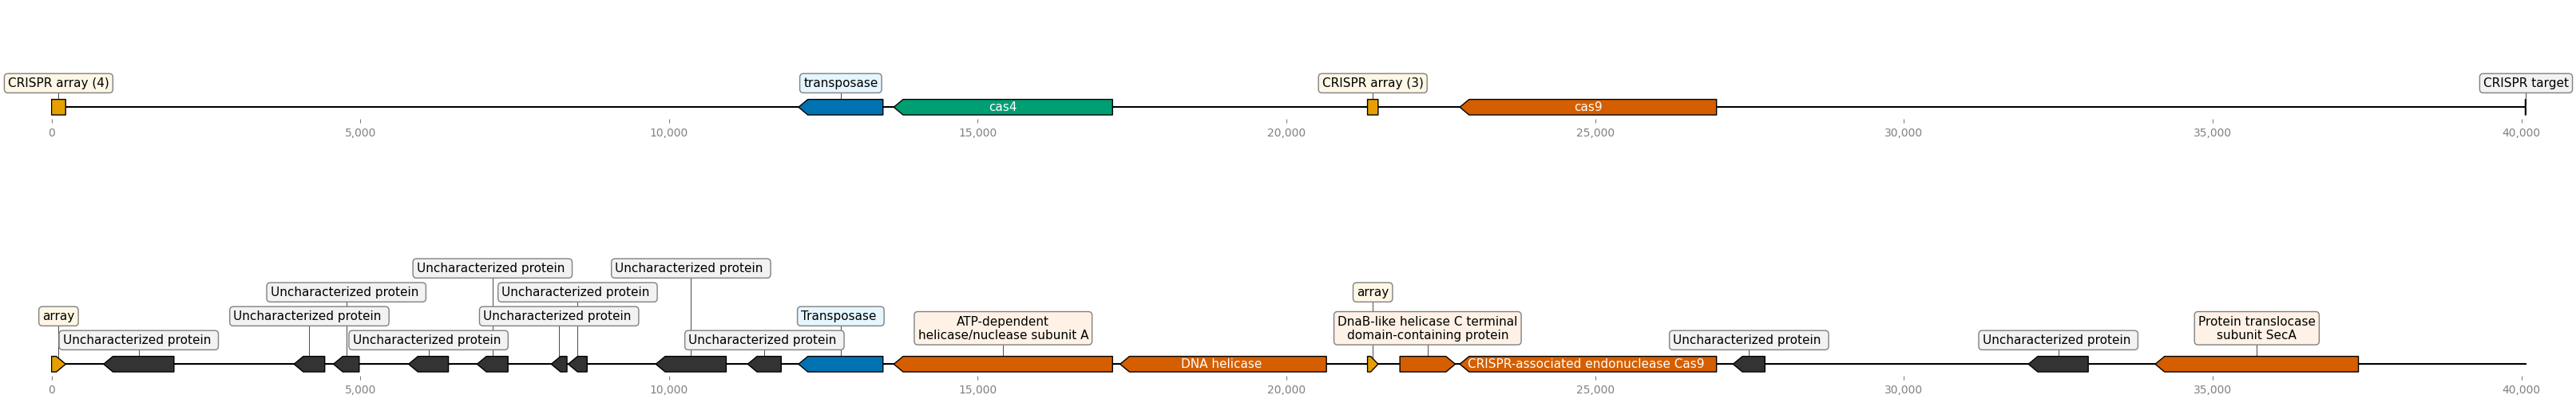 CRISPR array (4)
transposase
CRISPR array (3)
CRISPR target
cas4
cas9
0
5,000
10,000
15,000
20,000
25,000
30,000
35,000
40,000
Uncharacterized protein
Uncharacterized protein
Uncharacterized protein
Uncharacterized protein
array
array
Uncharacterized protein
Uncharacterized protein
Transposase
ATP-dependent
helicase/nuclease subunit A
DnaB-like helicase C terminal
domain-containing protein
Protein translocase
subunit SecA
Uncharacterized protein
Uncharacterized protein
Uncharacterized protein
Uncharacterized protein
Uncharacterized protein
DNA helicase
CRISPR-associated endonuclease Cas9
0
5,000
10,000
15,000
20,000
25,000
30,000
35,000
40,000